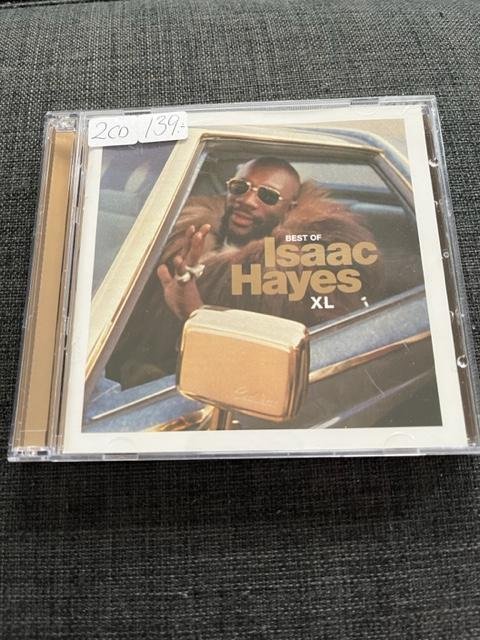 2CD 139:-
BEST OF
Isaac
Hayes
XL